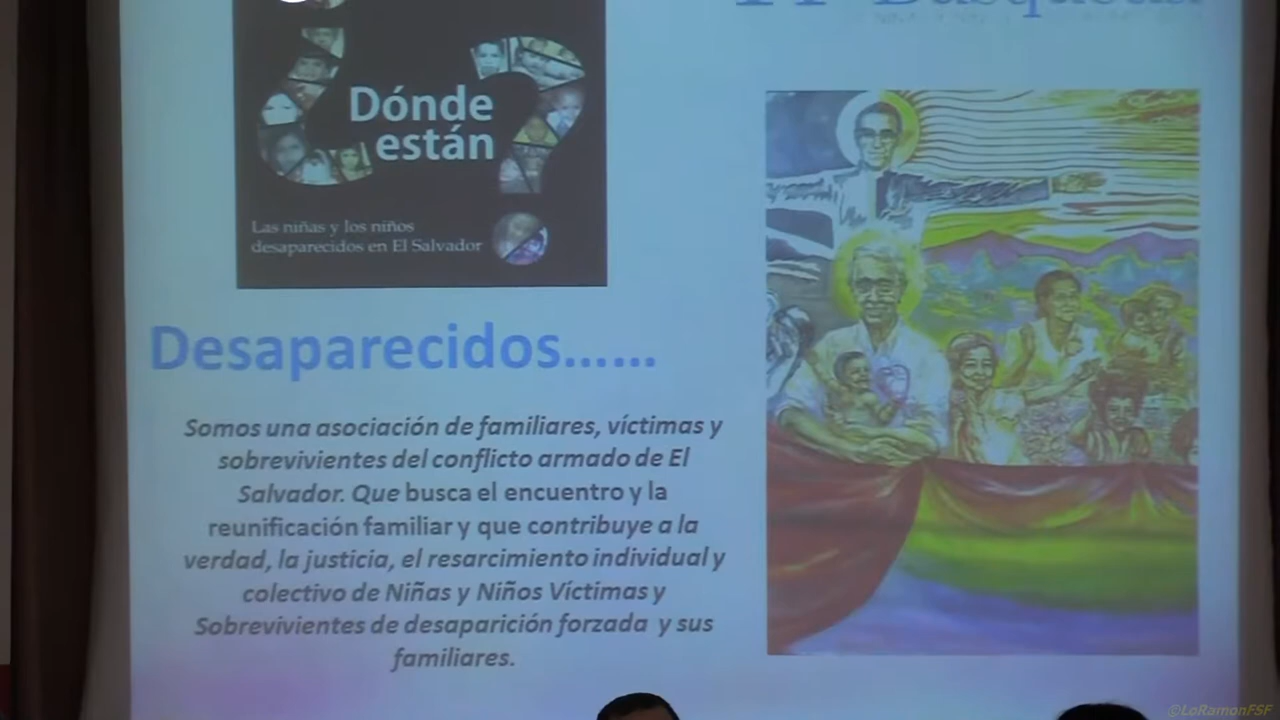 Dónde
están
Las niñas y los niños
desaparecidos en El Salvador
Desaparecidos......
Somos una asociación de familiares, víctimas y
sobrevivientes del conflicto armado de El
Salvador. Que busca el encuentro y la
reunificación familiar y que contribuye a la
verdad, la justicia, el resarcimiento individual y
colectivo de Niñas y Niños Víctimas y
Sobrevivientes de desaparición forzada y sus
familiares.
©LoRamonFSF